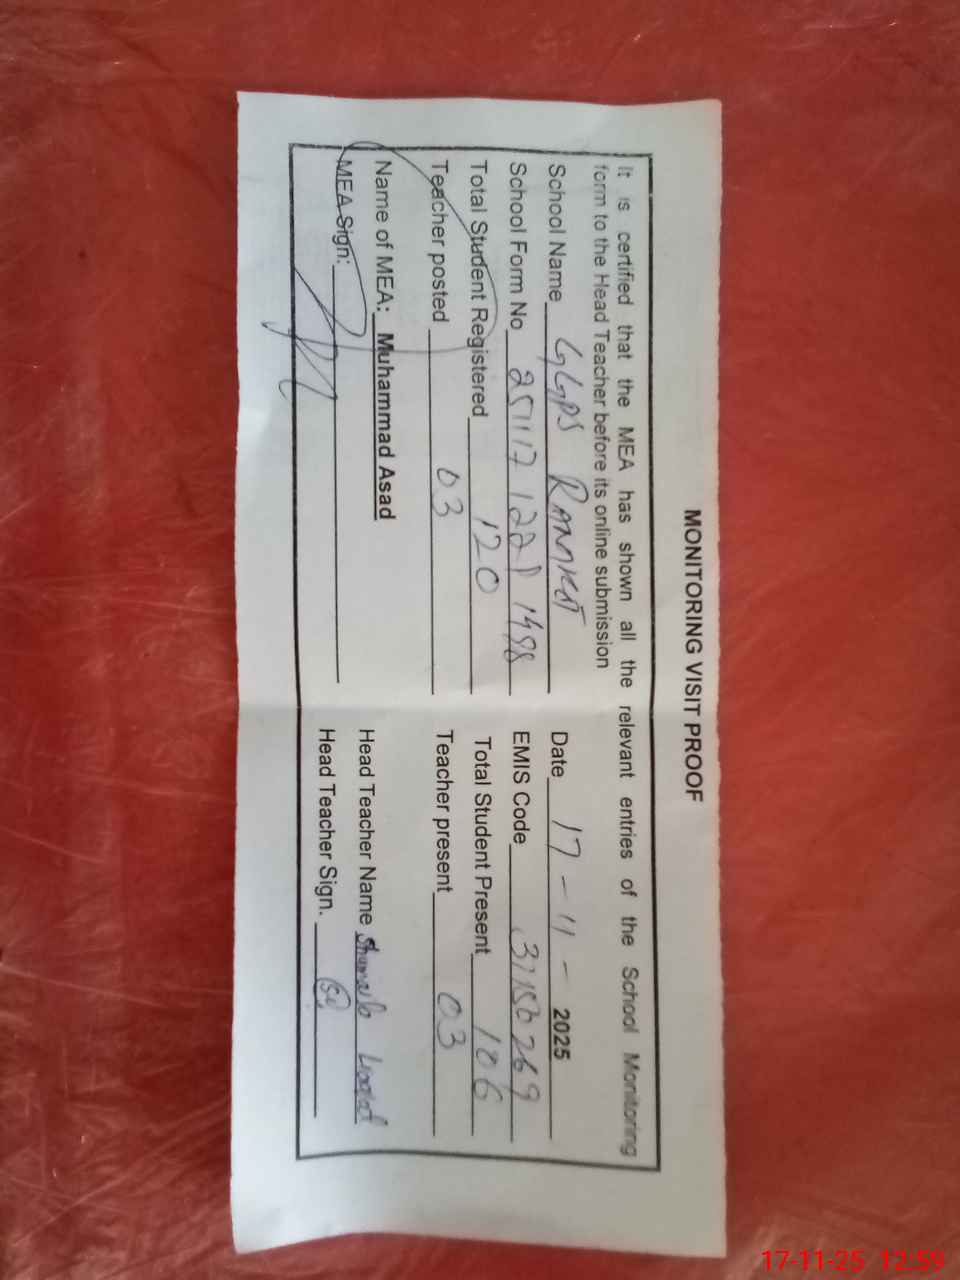 MONITORING VISIT PROOF
It is certified that the MEA has shown all the relevant entries of the School Monitoring
form to the Head Teacher before its online submission
School Name GGPS Date 17-11-2025
School Form No 251117 1498 EMIS Code
Total Student Registered 120 Total Student Present 106
Teacher posted 03 Teacher present 03
Name of MEA: Muhammad Asad Head Teacher Name
MEA Sign: Head Teacher Sign.
17-11-25 12:59